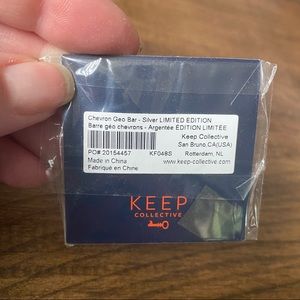 Chevron Geo Bar - Silver LIMITED EDITION
Barre géo chevrons - Argentée ÉDITION LIMITÉE
Keep Collective
San Bruno, CA(USA)
PO# 20154457 KF048S Rotterdam, NL
Made in China www.keep-collective.com
Fabriqué en Chine
KEEP
COLLECTIVE